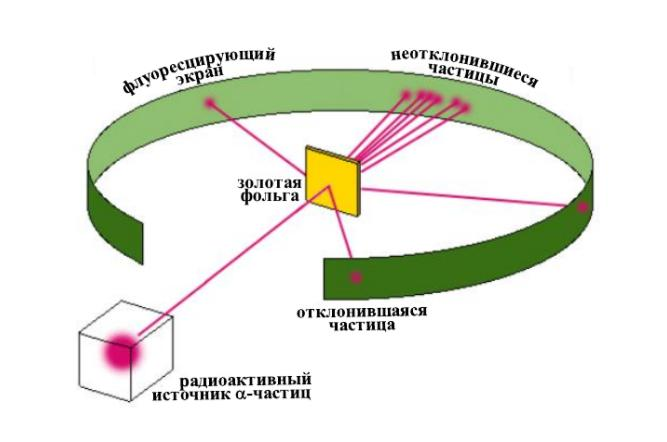 флуоресцирующий
экран
неотклонившиеся
частицы
золотая
фольга
отклонившаяся
частица
радиоактивный
источник α-частиц